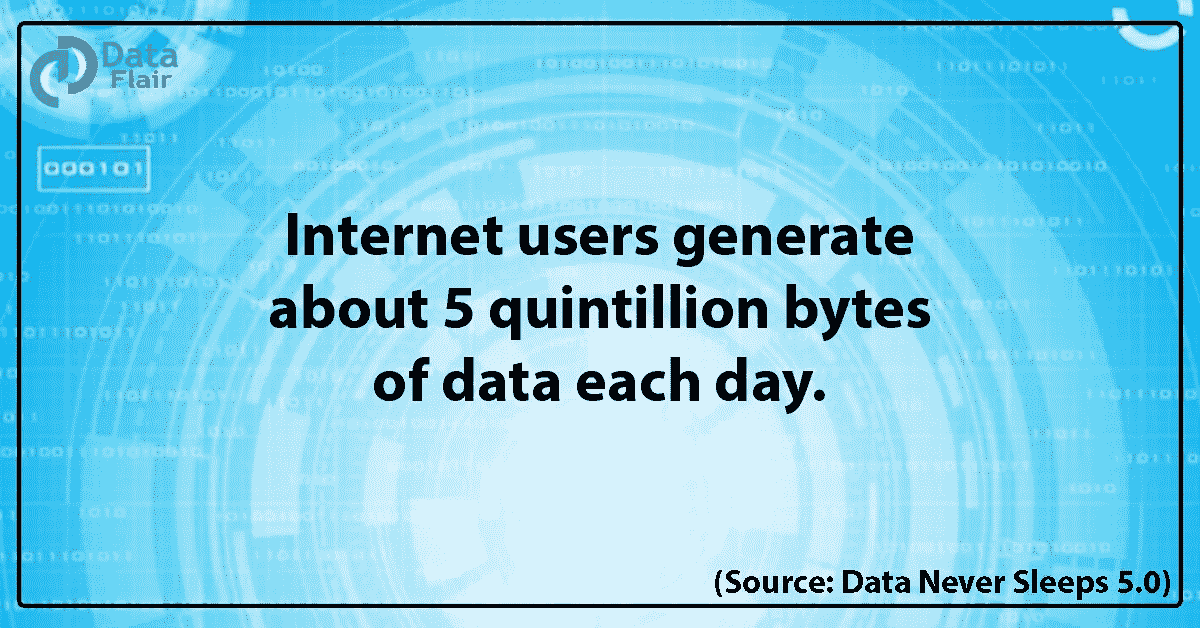 Data
Flair
000101
Internet users generate
about 5 quintillion bytes
of data each day.
(Source: Data Never Sleeps 5.0)